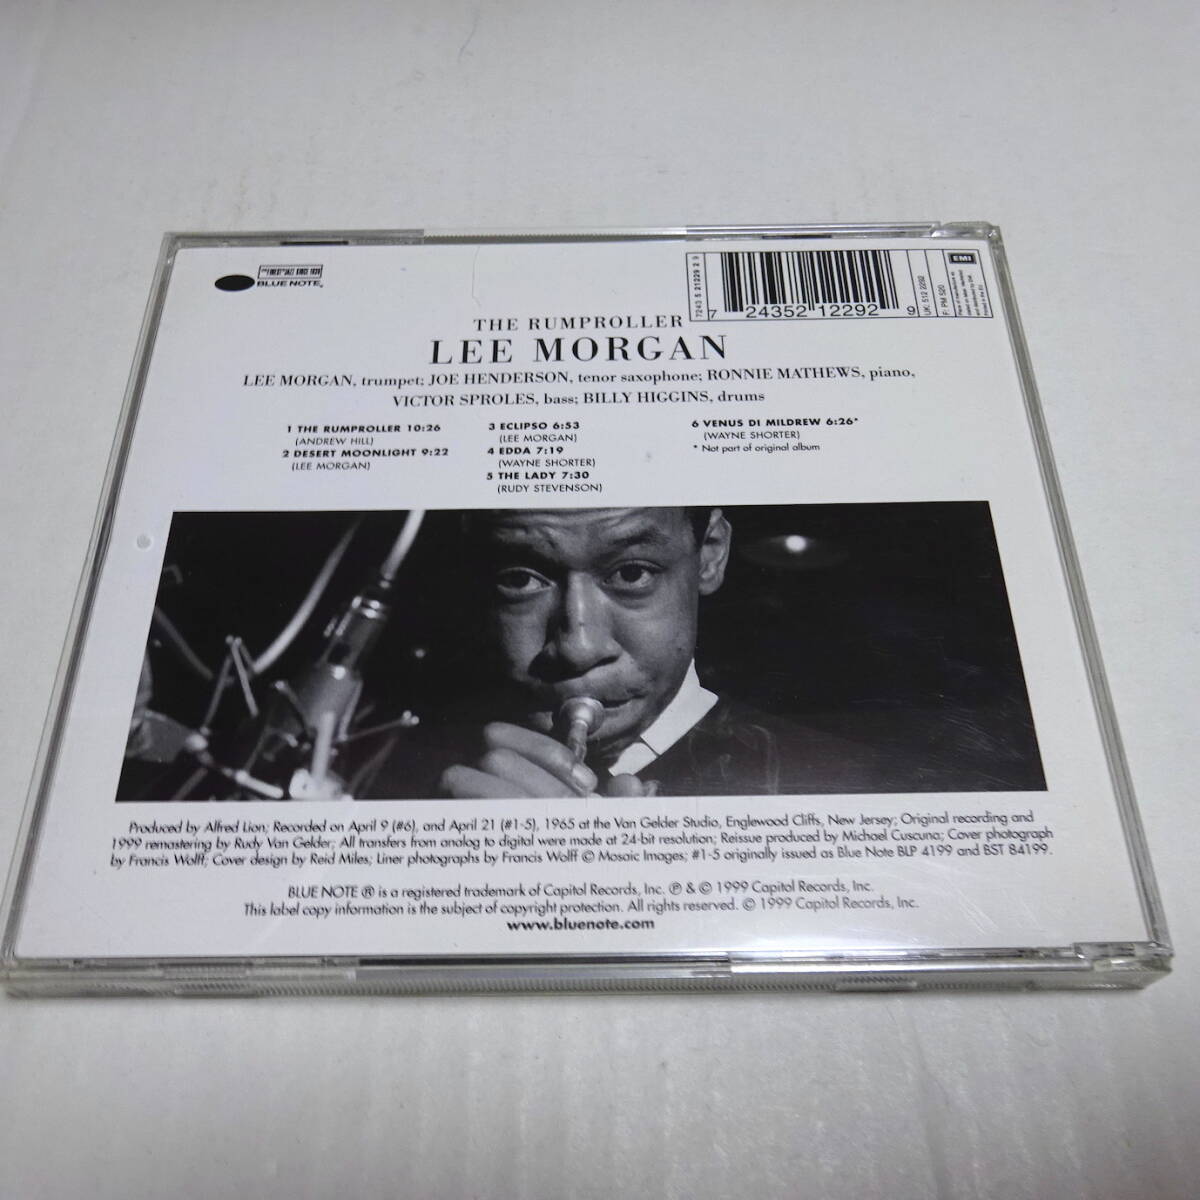 THE FINEST IN JAZZ SINCE 1939
BLUE NOTE®
7243 5 21229 2 9
7 24352 12292 9
UK: 512 2292
F: PM 520
EMI
THE RUMPROLLER
LEE MORGAN
LEE MORGAN, trumpet; JOE HENDERSON, tenor saxophone; RONNIE MATHEWS, piano,
VICTOR SPROLES, bass; BILLY HIGGINS, drums
1 THE RUMPROLLER 10:26
(ANDREW HILL)
2 DESERT MOONLIGHT 9:22
(LEE MORGAN)
3 ECLIPSO 6:53
(LEE MORGAN)
4 EDDA 7:19
(WAYNE SHORTER)
5 THE LADY 7:30
(RUDY STEVENSON)
6 VENUS DI MILDREW 6:26*
(WAYNE SHORTER)
* Not part of original album
Produced by Alfred Lion; Recorded on April 9 (#6), and April 21 (#1-5), 1965 at the Van Gelder Studio, Englewood Cliffs, New Jersey; Original recording and
1999 remastering by Rudy Van Gelder; All transfers from analog to digital were made at 24-bit resolution; Reissue produced by Michael Cuscuna; Cover photograph
by Francis Wolff; Cover design by Reid Miles; Liner photographs by Francis Wolff © Mosaic Images; #1-5 originally issued as Blue Note BLP 4199 and BST 84199.
BLUE NOTE ® is a registered trademark of Capitol Records, Inc. ℗ & © 1999 Capitol Records, Inc.
This label copy information is the subject of copyright protection. All rights reserved. © 1999 Capitol Records, Inc.
www.bluenote.com